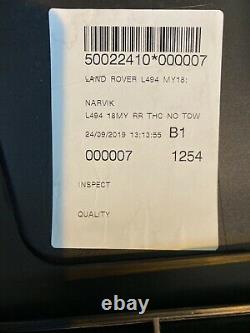 50022410*000007
LAND ROVER L494 MY18:
NARVIK
L494 18MY RR THC NO TOW
24/09/2019 13:13:55 B1
000007 1254
INSPECT
QUALITY
ebay